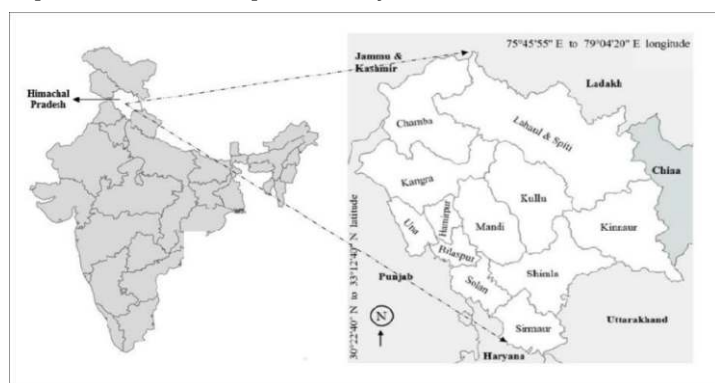 Himachal
Pradesh
75°45'55" E to 79°04'20" E longitude
Jammu &
Kashmir
Ladakh
Chamba
Lahaul & Spiti
China
Kangra
Kullu
Hamirpur
Una
Mandi
Kinnaur
Bilaspur
Punjab
Shimla
Solan
Uttarakhand
Sirmaur
N
Haryana
30°22'40" N to 33°12'40" N latitude